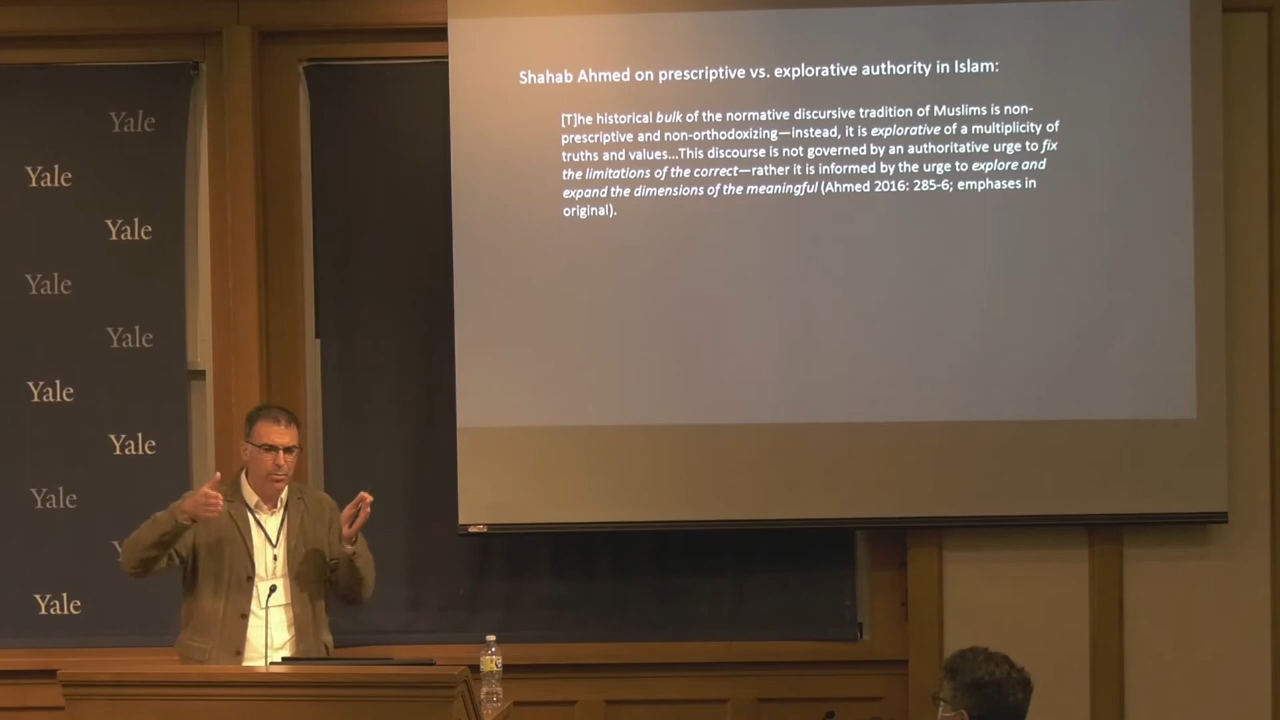 Yale
Yale
Yale
Yale
Yale
Yale
Yale
Yale
Yale
Shahab Ahmed on prescriptive vs. explorative authority in Islam:
[T]he historical bulk of the normative discursive tradition of Muslims is non-
prescriptive and non-orthodoxizing—instead, it is explorative of a multiplicity of
truths and values...This discourse is not governed by an authoritative urge to fix
the limitations of the correct—rather it is informed by the urge to explore and
expand the dimensions of the meaningful (Ahmed 2016: 285-6; emphases in
original).